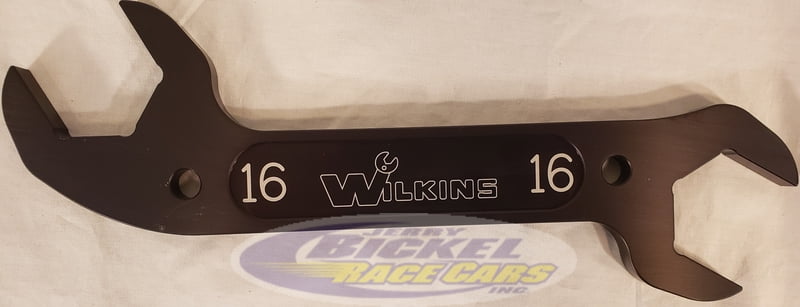 16 WILKINS 16
JERRY
BICKEL
RACE CARS
INC